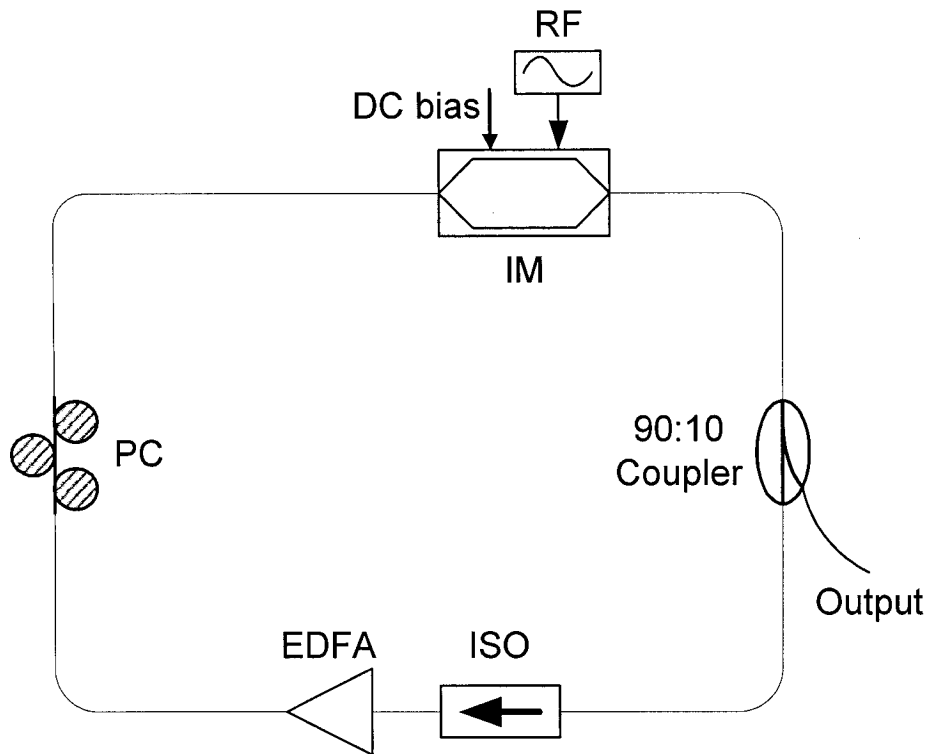 RF
DC bias
IM
PC
90:10
Coupler
Output
EDFA
ISO